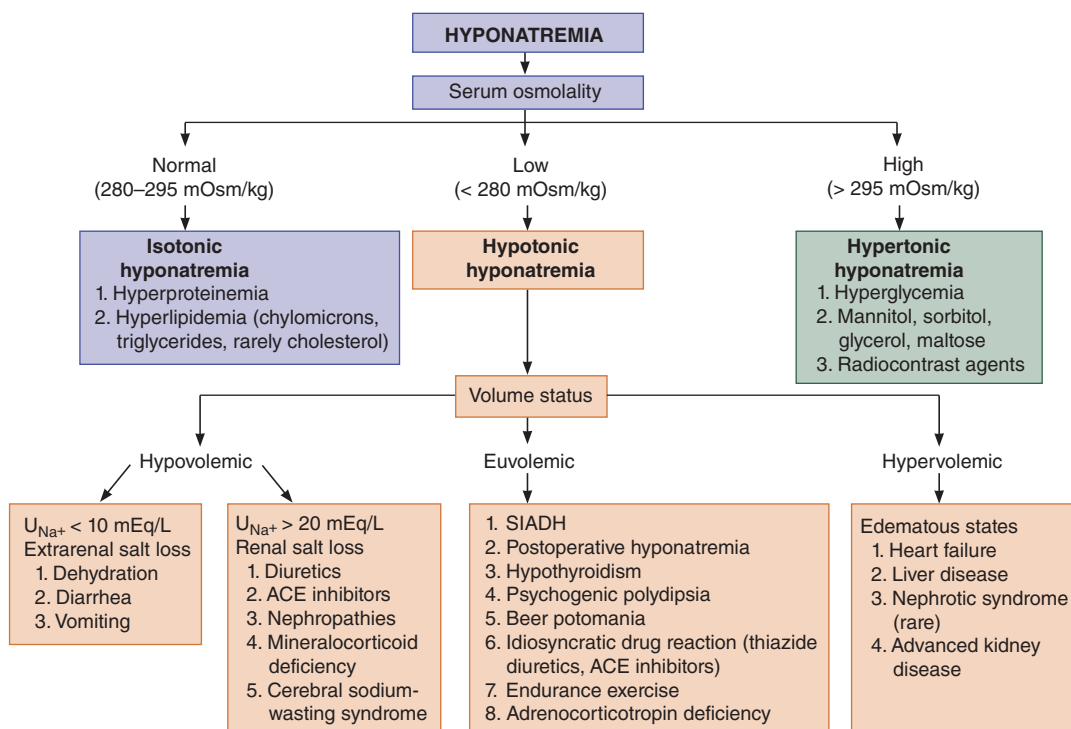 HYPONATREMIA
Serum osmolality
Normal
(280–295 mOsm/kg)
Low
(< 280 mOsm/kg)
High
(> 295 mOsm/kg)
Isotonic
hyponatremia
1. Hyperproteinemia
2. Hyperlipidemia (chylomicrons,
triglycerides, rarely cholesterol)
Hypotonic
hyponatremia
Hypertonic
hyponatremia
1. Hyperglycemia
2. Mannitol, sorbitol,
glycerol, maltose
3. Radiocontrast agents
Volume status
Hypovolemic
Euvolemic
Hypervolemic
U_Na+ < 10 mEq/L
Extrarenal salt loss
1. Dehydration
2. Diarrhea
3. Vomiting
U_Na+ > 20 mEq/L
Renal salt loss
1. Diuretics
2. ACE inhibitors
3. Nephropathies
4. Mineralocorticoid
deficiency
5. Cerebral sodium-
wasting syndrome
1. SIADH
2. Postoperative hyponatremia
3. Hypothyroidism
4. Psychogenic polydipsia
5. Beer potomania
6. Idiosyncratic drug reaction (thiazide
diuretics, ACE inhibitors)
7. Endurance exercise
8. Adrenocorticotropin deficiency
Edematous states
1. Heart failure
2. Liver disease
3. Nephrotic syndrome
(rare)
4. Advanced kidney
disease